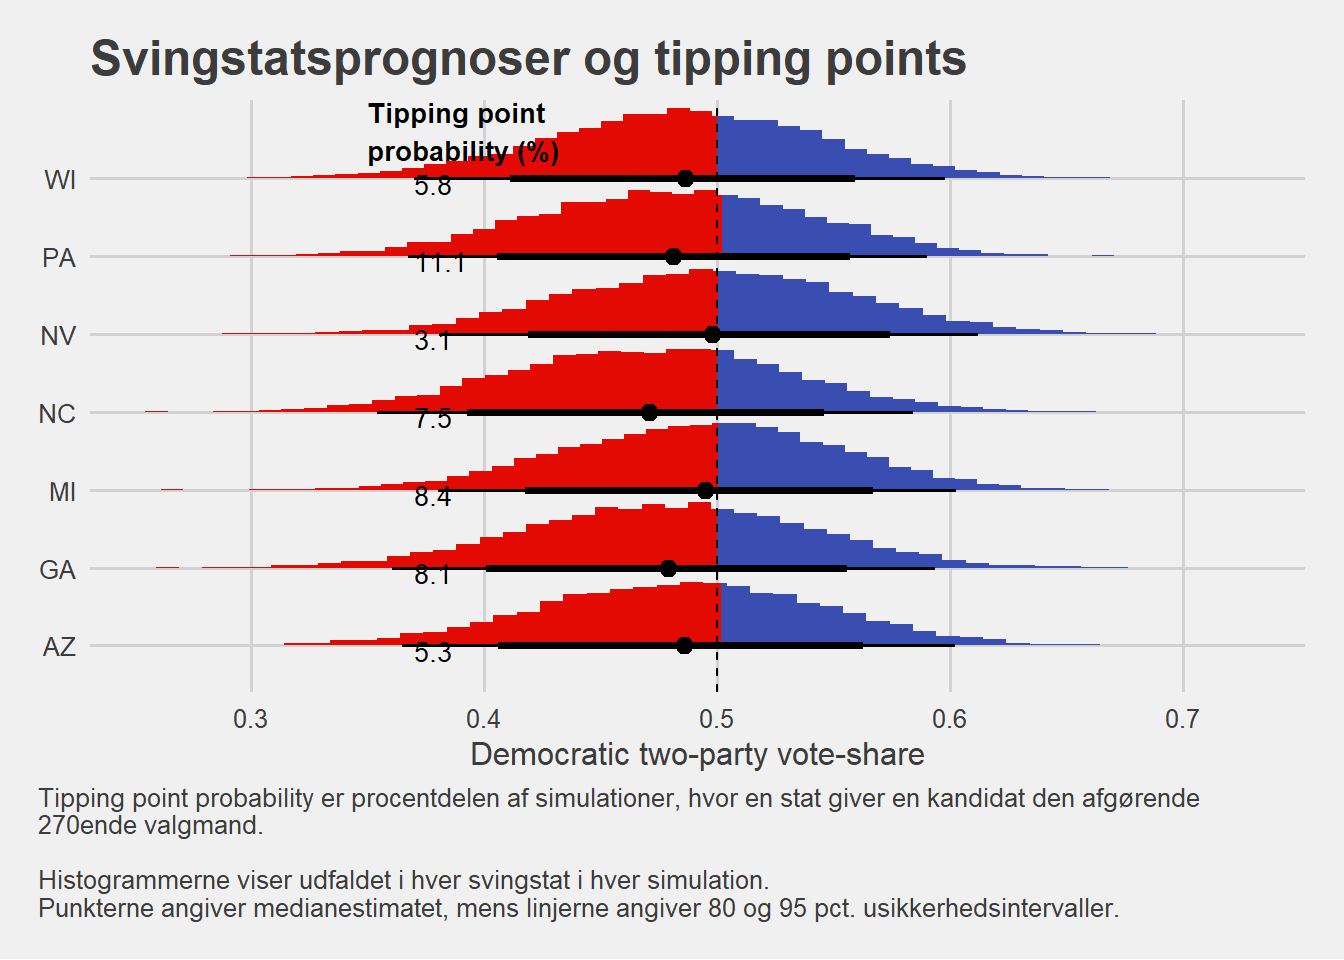 Svingstatsprognoser og tipping points
Tipping point
probability (%)
WI
5.8
PA
11.1
NV
3.1
NC
7.5
MI
8.4
GA
8.1
AZ
5.3
0.3 0.4 0.5 0.6 0.7
Democratic two-party vote-share
Tipping point probability er procentdelen af simulationer, hvor en stat giver en kandidat den afgørende
270ende valgmand.
Histogrammerne viser udfaldet i hver svingstat i hver simulation.
Punkterne angiver medianestimatet, mens linjerne angiver 80 og 95 pct. usikkerhedsintervaller.